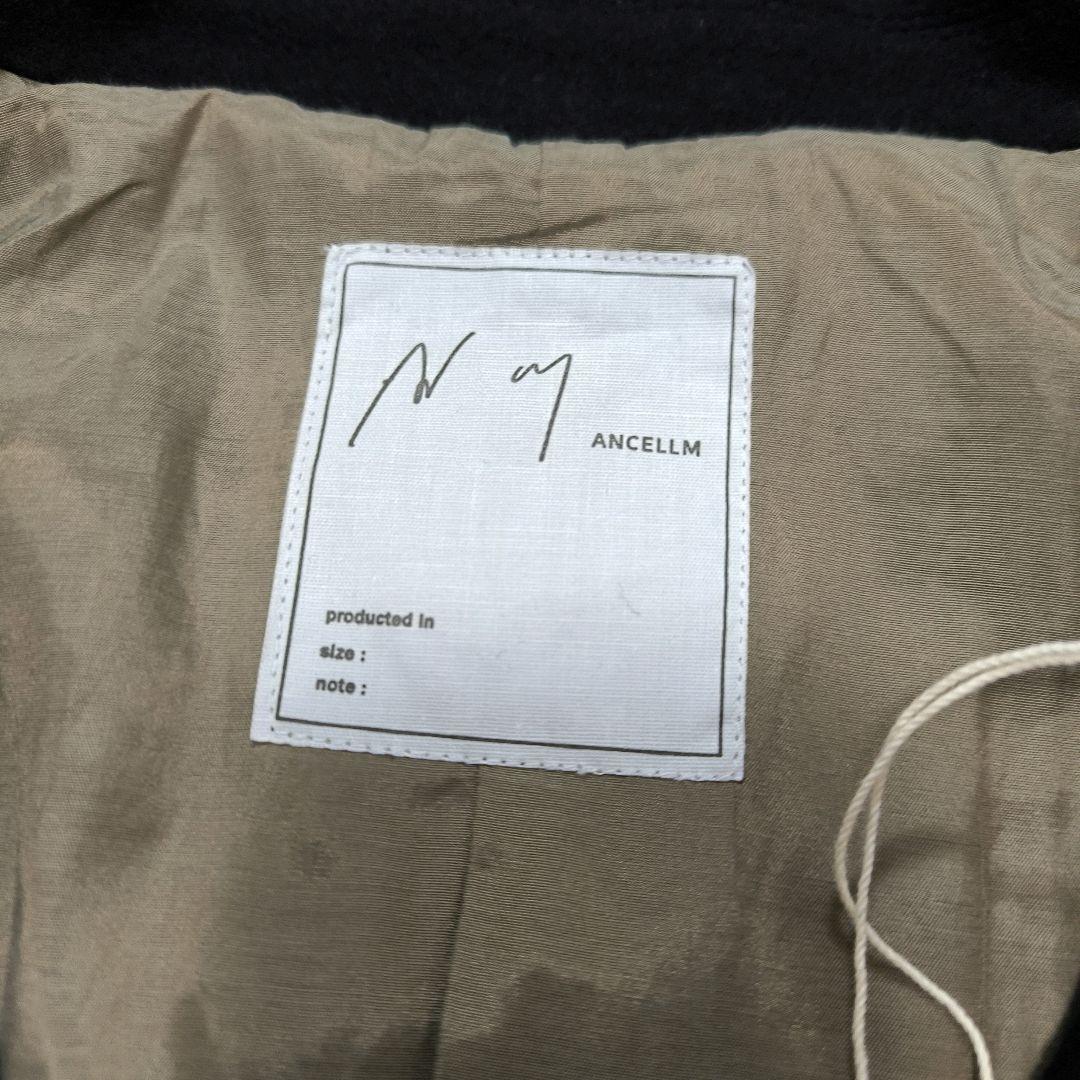 ANCELLM
producted in
size :
note :